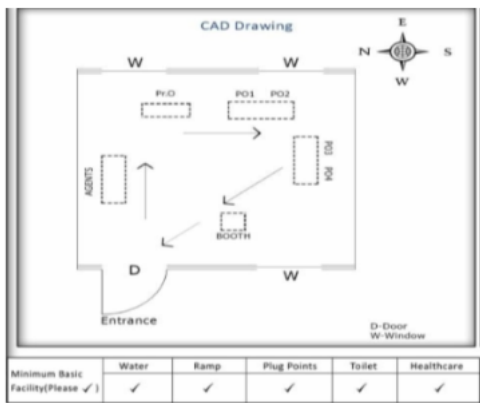 CAD Drawing
E
N S
W
W W
Pr.O PO1 PO2
PO3
PO4
AGENTS
BOOTH
D W
Entrance
D-Door
W-Window
Minimum Basic Facility(Please ✓) Water Ramp Plug Points Toilet Healthcare
✓ ✓ ✓ ✓ ✓